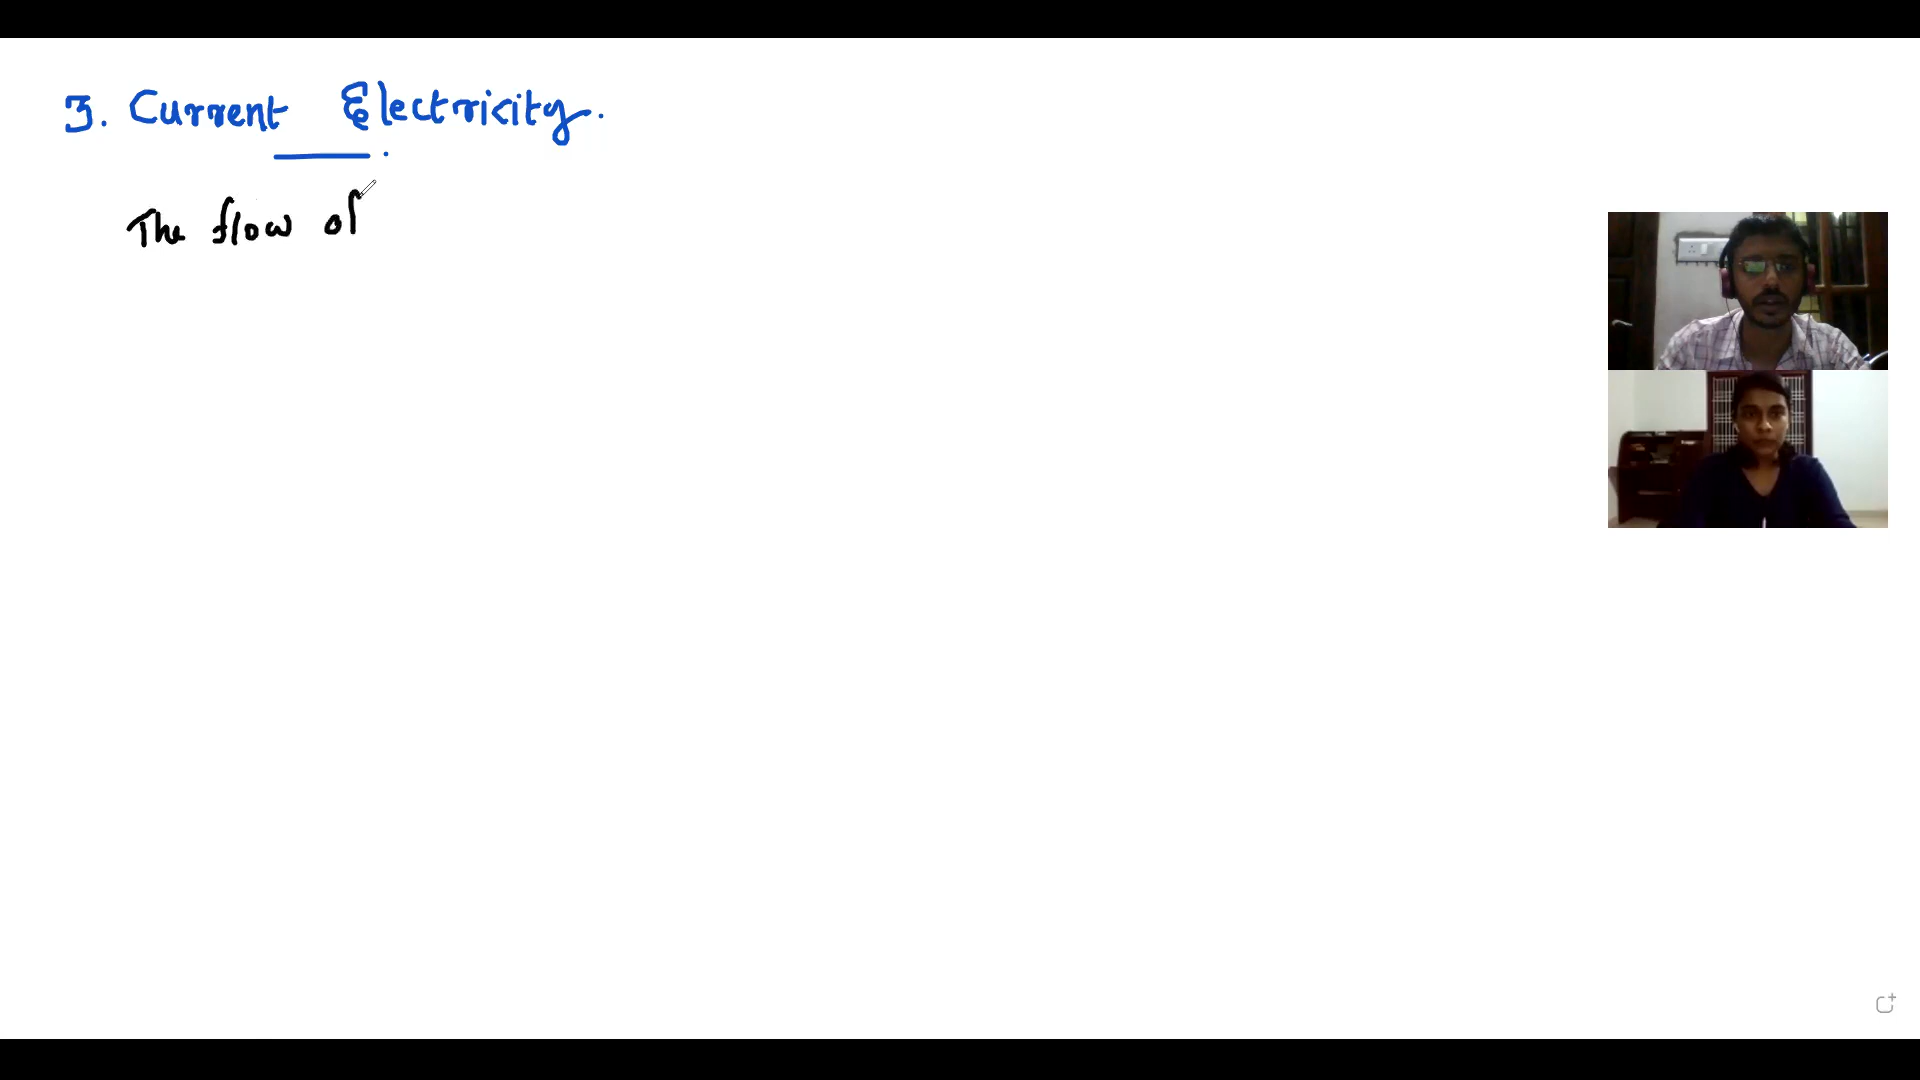 3. Current Electricity.
The flow of